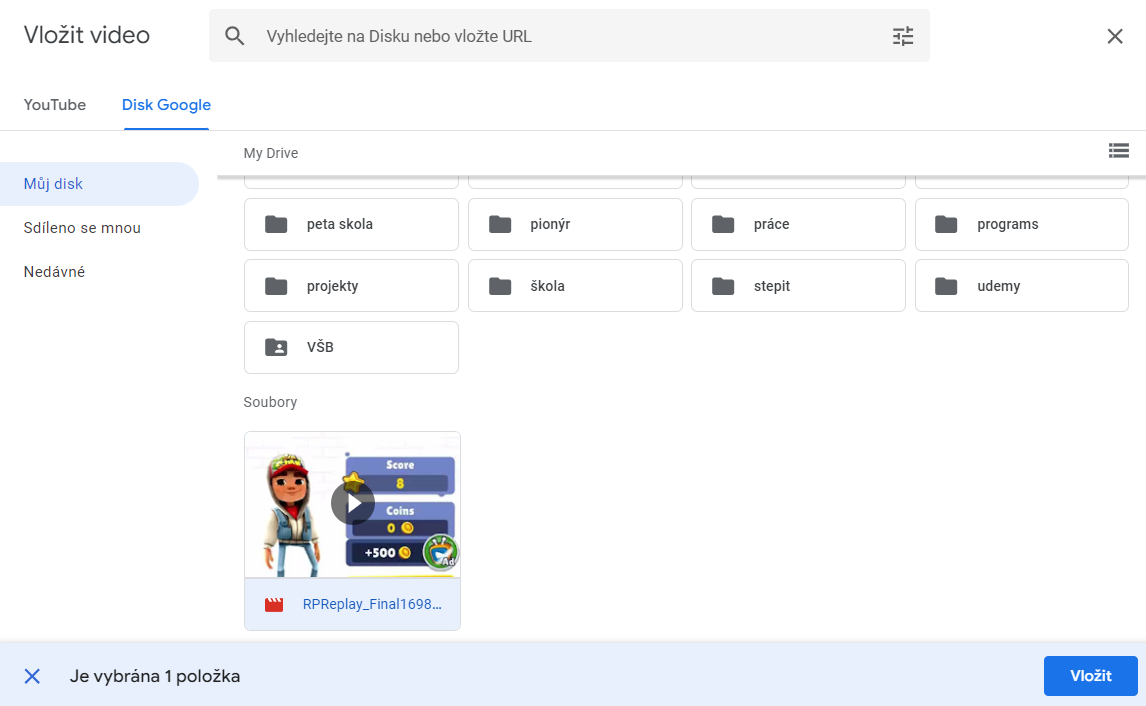 Vložit video
Vyhledejte na Disku nebo vložte URL
YouTube
Disk Google
My Drive
Můj disk
Sdíleno se mnou
Nedávné
peta skola
pionýr
práce
programs
projekty
škola
stepit
udemy
VŠB
Soubory
Score
8
Coins
0
+500
Ad
RPReplay_Final1698...
Je vybrána 1 položka
Vložit